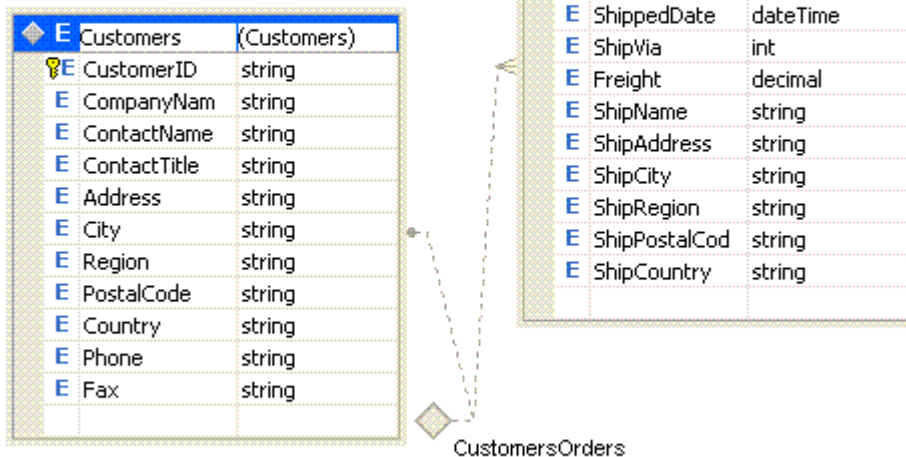 E Customers (Customers)
E CustomerID string
E CompanyNam string
E ContactName string
E ContactTitle string
E Address string
E City string
E Region string
E PostalCode string
E Country string
E Phone string
E Fax string
E ShippedDate dateTime
E ShipVia int
E Freight decimal
E ShipName string
E ShipAddress string
E ShipCity string
E ShipRegion string
E ShipPostalCod string
E ShipCountry string
CustomersOrders